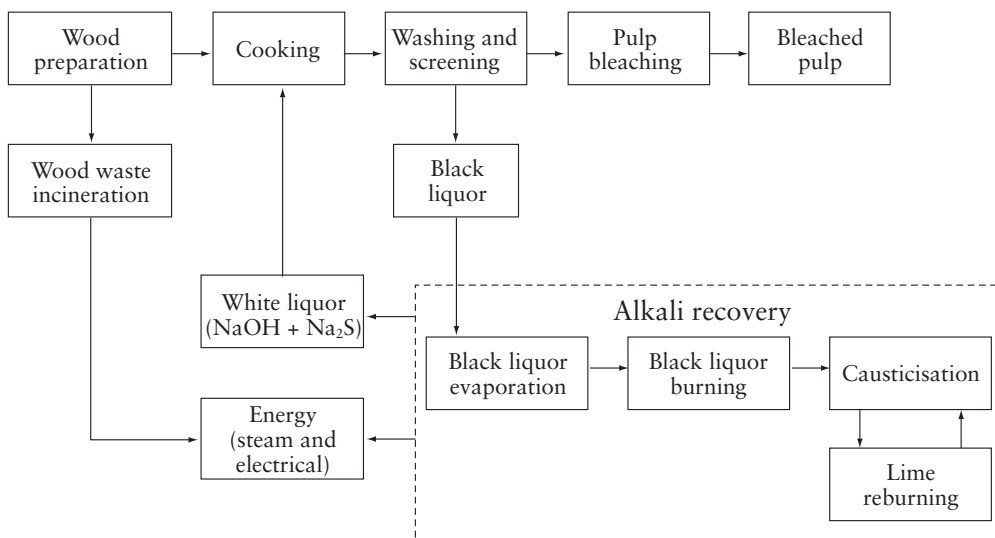 Wood
preparation
Cooking
Washing and
screening
Pulp
bleaching
Bleached
pulp
Wood waste
incineration
Black
liquor
White liquor
(NaOH + Na₂S)
Alkali recovery
Black liquor
evaporation
Black liquor
burning
Causticisation
Energy
(steam and
electrical)
Lime
reburning